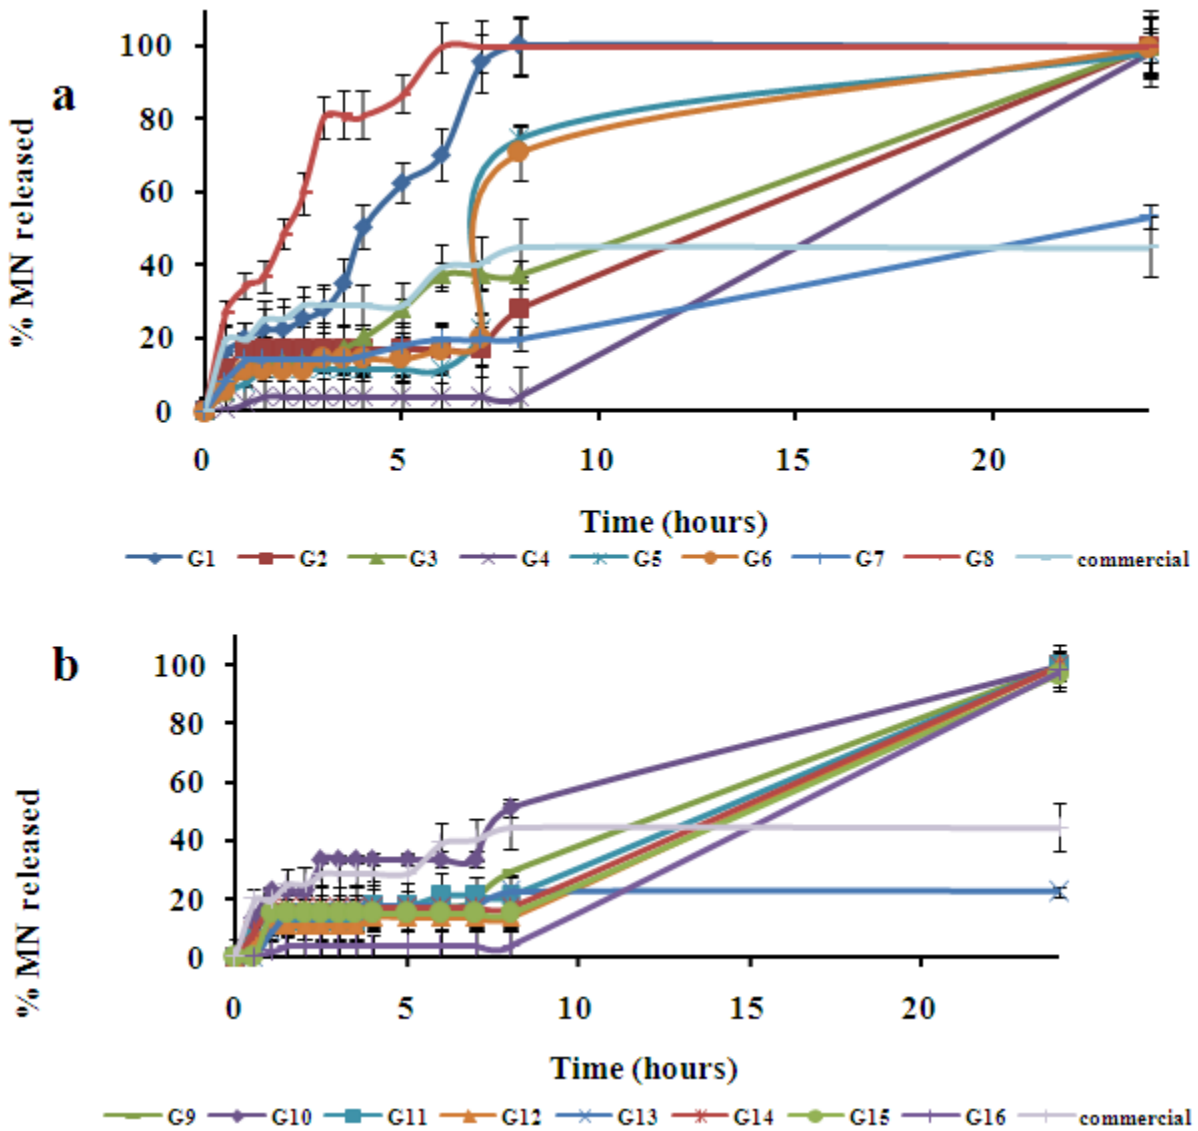 a
% MN released
100
80
60
40
20
0
0 5 10 15 20
Time (hours)
G1 G2 G3 G4 G5 G6 G7 G8 commercial
b
% MN released
100
80
60
40
20
0
0 5 10 15 20
Time (hours)
G9 G10 G11 G12 G13 G14 G15 G16 commercial